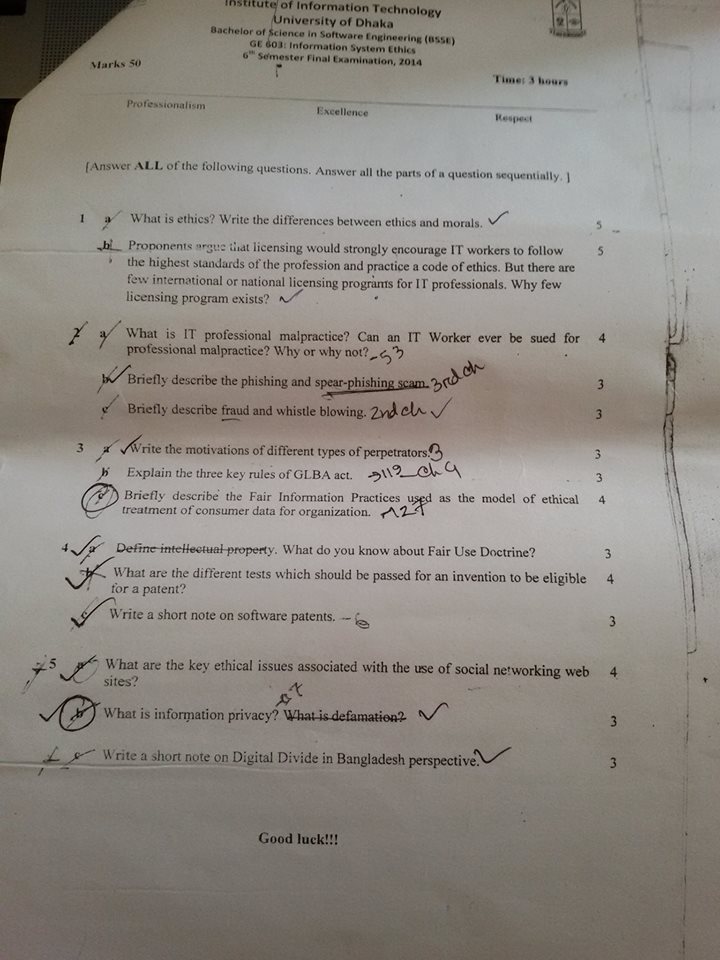 Institute of Information Technology
University of Dhaka
Bachelor of Science in Software Engineering (BSSE)
GE 603: Information System Ethics
6th Semester Final Examination, 2014
Marks 50
Time: 3 hours
Professionalism Excellence Respect
[Answer ALL of the following questions. Answer all the parts of a question sequentially. ]
1 a What is ethics? Write the differences between ethics and morals. 5
b Proponents argue that licensing would strongly encourage IT workers to follow 5
the highest standards of the profession and practice a code of ethics. But there are
few international or national licensing programs for IT professionals. Why few
licensing program exists?
2 a What is IT professional malpractice? Can an IT Worker ever be sued for 4
professional malpractice? Why or why not? -53
b Briefly describe the phishing and spear-phishing scam. 3rd ch 3
c Briefly describe fraud and whistle blowing. 2nd ch 3
3 a Write the motivations of different types of perpetrators. 3 3
b Explain the three key rules of GLBA act. 112 ch 4 3
c Briefly describe the Fair Information Practices used as the model of ethical 4
treatment of consumer data for organization. 127
4 a Define intellectual property. What do you know about Fair Use Doctrine? 3
b What are the different tests which should be passed for an invention to be eligible 4
for a patent?
c Write a short note on software patents. - 6 3
5 a What are the key ethical issues associated with the use of social networking web 4
sites?
b What is information privacy? What is defamation? 3
c Write a short note on Digital Divide in Bangladesh perspective. 3
Good luck!!!